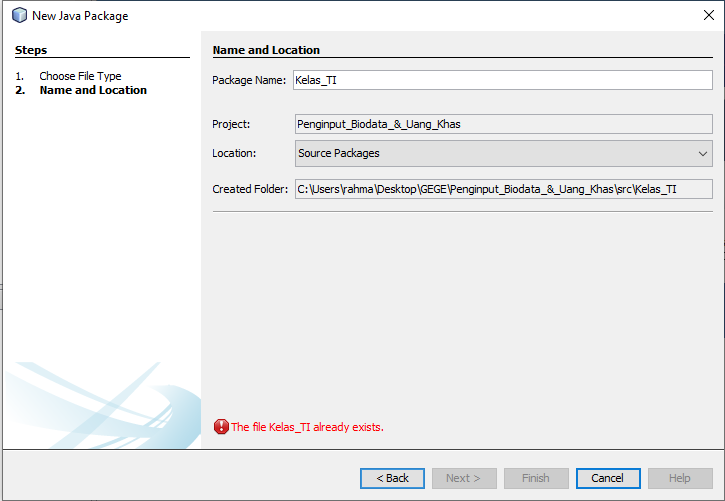 New Java Package
Steps
1. Choose File Type
2. Name and Location
Name and Location
Package Name: Kelas_TI
Project: Penginput_Biodata_&_Uang_Khas
Location: Source Packages
Created Folder: C:\Users\rahma\Desktop\GEGE\Penginput_Biodata_&_Uang_Khas\src\Kelas_TI
The file Kelas_TI already exists.
< Back Next > Finish Cancel Help